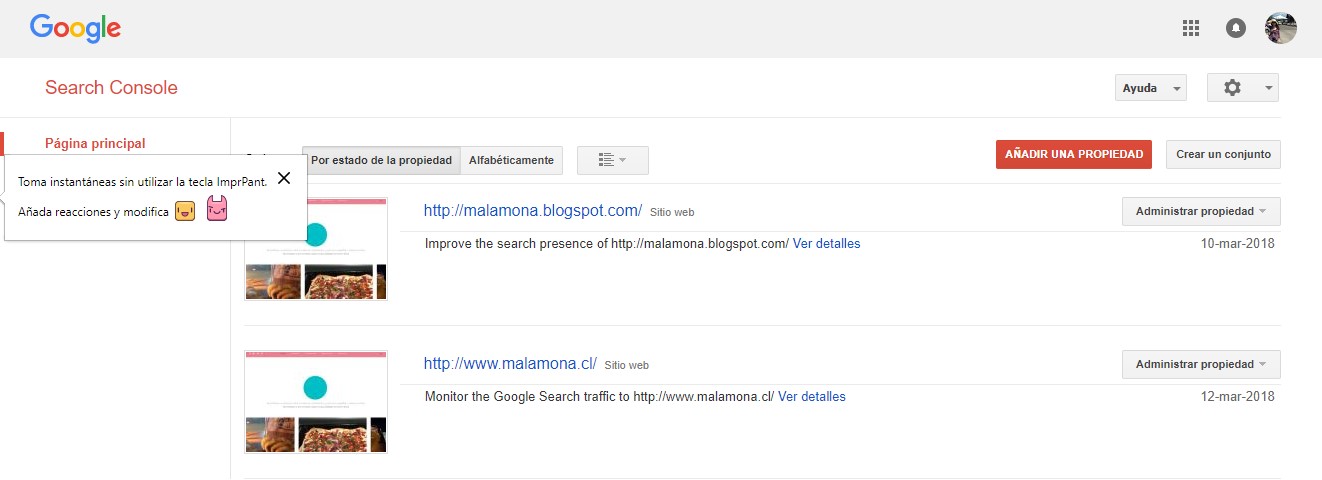 Google
Search Console
Ayuda
Página principal
Por estado de la propiedad
Alfabéticamente
AÑADIR UNA PROPIEDAD
Crear un conjunto
Toma instantáneas sin utilizar la tecla ImprPant.
Añada reacciones y modifica
http://malamona.blogspot.com/ Sitio web
Administrar propiedad
Improve the search presence of http://malamona.blogspot.com/ Ver detalles
10-mar-2018
http://www.malamona.cl/ Sitio web
Administrar propiedad
Monitor the Google Search traffic to http://www.malamona.cl/ Ver detalles
12-mar-2018